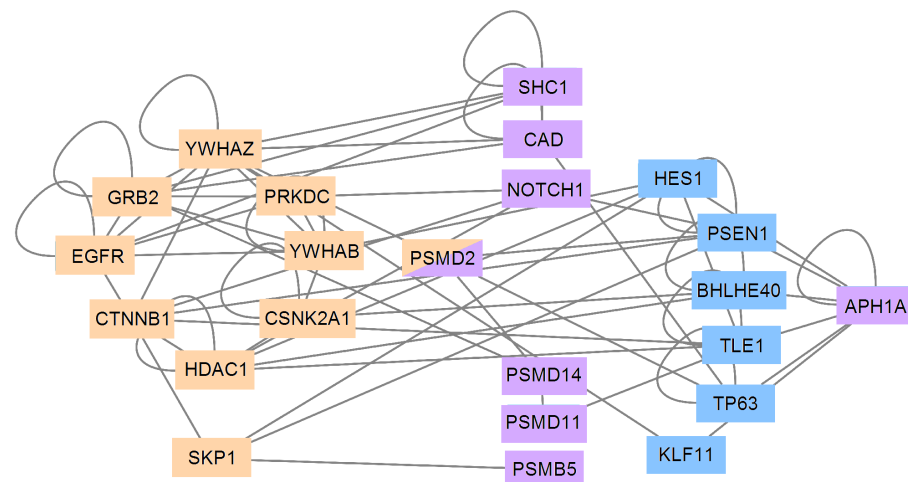 SHC1
CAD
YWHAZ
NOTCH1
HES1
GRB2
PRKDC
PSEN1
EGFR
YWHAB
PSMD2
BHLHE40
APH1A
CTNNB1
CSNK2A1
TLE1
HDAC1
PSMD14
TP63
PSMD11
SKP1
PSMB5
KLF11